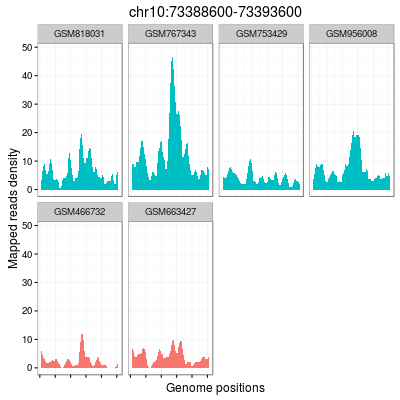 chr10:73388600-73393600
GSM818031 GSM767343 GSM753429 GSM956008
50
40
30
20
10
0
Mapped reads density
GSM466732 GSM663427
50
40
30
20
10
0
Genome positions